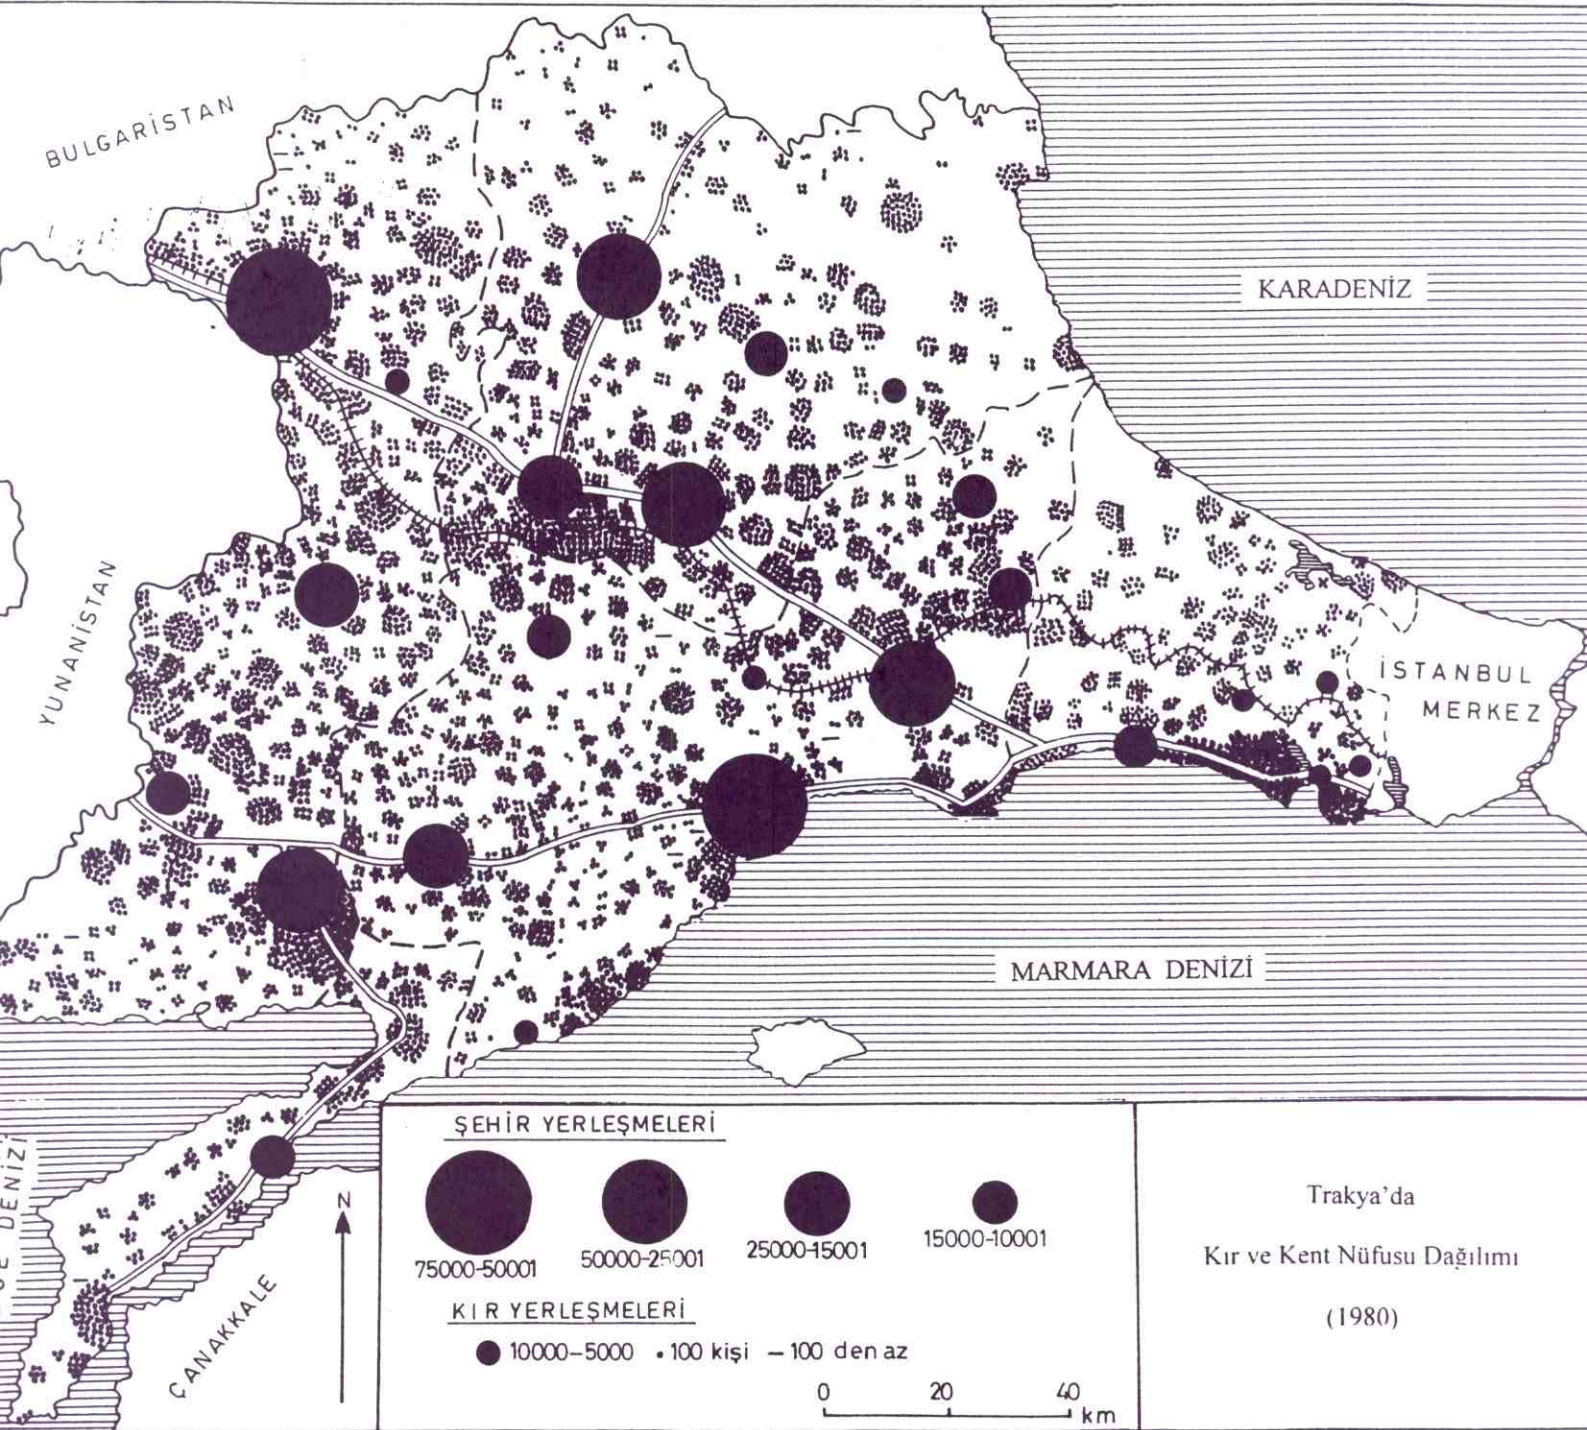 BULGARİSTAN
KARADENİZ
YUNANİSTAN
İSTANBUL
MERKEZ
MARMARA DENİZİ
DENİZİ
ÇANAKKALE
N
ŞEHİR YERLEŞMELERİ
75000-50001
50000-25001
25000-15001
15000-10001
KIR YERLEŞMELERİ
10000-5000
100 kişi
100 den az
0 20 40
km
Trakya'da
Kır ve Kent Nüfusu Dağılımı
(1980)